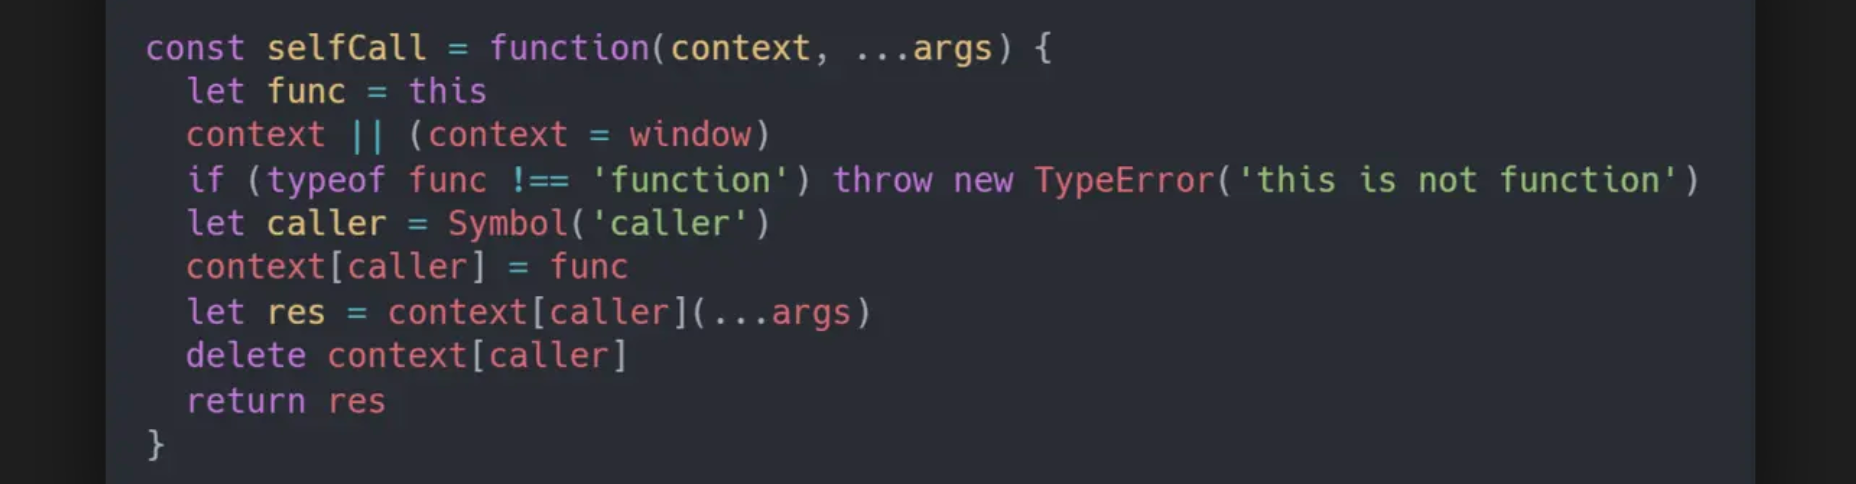 const selfCall = function(context, ...args) {
  let func = this
  context || (context = window)
  if (typeof func !== 'function') throw new TypeError('this is not function')
  let caller = Symbol('caller')
  context[caller] = func
  let res = context[caller](...args)
  delete context[caller]
  return res
}